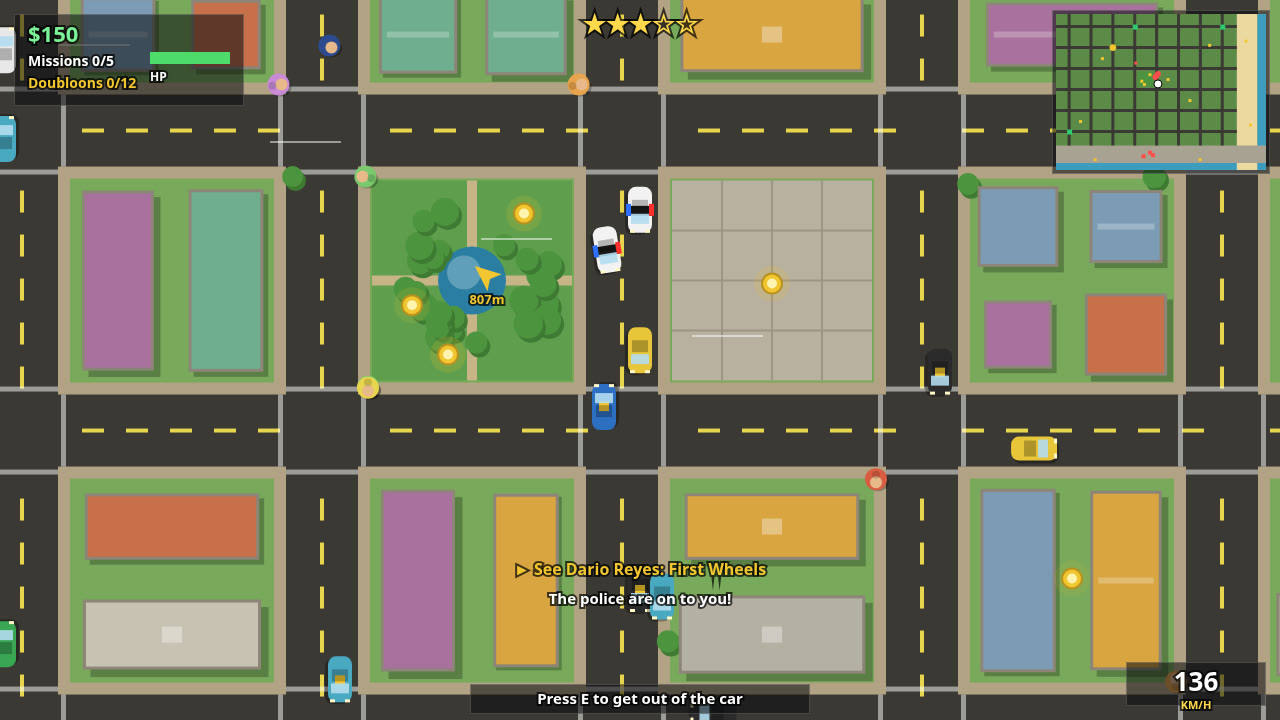 $150
Missions 0/5
Doubloons 0/12
HP
807m
▷ See Dario Reyes: First Wheels
The police are on to you!
Press E to get out of the car
136
KM/H